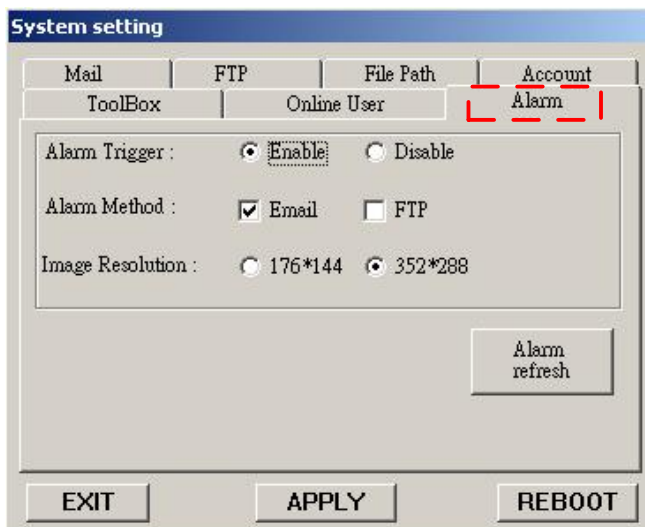 System setting
Mail FTP File Path Account
ToolBox Online User Alarm
Alarm Trigger : Enable Disable
Alarm Method : Email FTP
Image Resolution : 176*144 352*288
Alarm
refresh
EXIT APPLY REBOOT